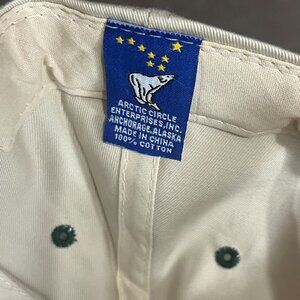 ARCTIC CIRCLE
ENTERPRISES, INC.
ANCHORAGE, ALASKA
MADE IN CHINA
100% COTTON